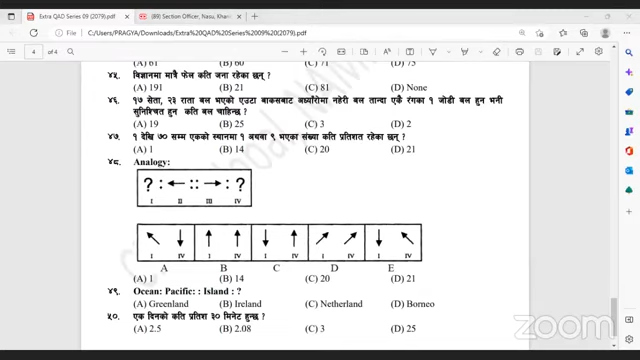 Extra QAD Series 09 (2079).pdf
(89) Section Officer, Nasu, Khari
File
C:/Users/PRAGYA/Downloads/Extra%20QAD%20Series%2009%20(2079).pdf
4 of 4
(A) 61 (B) 60 (C) 71 (D) 75
४५. विज्ञानमा मात्रै फेल कति जना रहेका छन् ?
(A) 191 (B) 21 (C) 81 (D) None
४६. १७ सेता, २३ राता बल भएको एउटा बाकसबाट अर्ध्यारोमा नहेरी बल तान्दा एकै रंगका १ जोडी बल हुन भनी
सुनिश्चित हुन कति बल चाहिन्छ ?
(A) 19 (B) 25 (C) 3 (D) 2
४७. १ देखि ७० सम्म एकको स्थानमा १ अथवा ९ भएका संख्या कति प्रतिशत रहेका छन् ?
(A) 1 (B) 14 (C) 20 (D) 21
४८. Analogy:
? : ← : : → : ?
I II III IV
I IV I IV I IV I IV I IV
A B C D E
(A) 1 (B) 14 (C) 20 (D) 21
४९. Ocean: Pacific: : Island : ?
(A) Greenland (B) Ireland (C) Netherland (D) Borneo
५०. एक दिनको कति प्रतिश ३० मिनेट हुन्छ ?
(A) 2.5 (B) 2.08 (C) 3 (D) 25
zoom